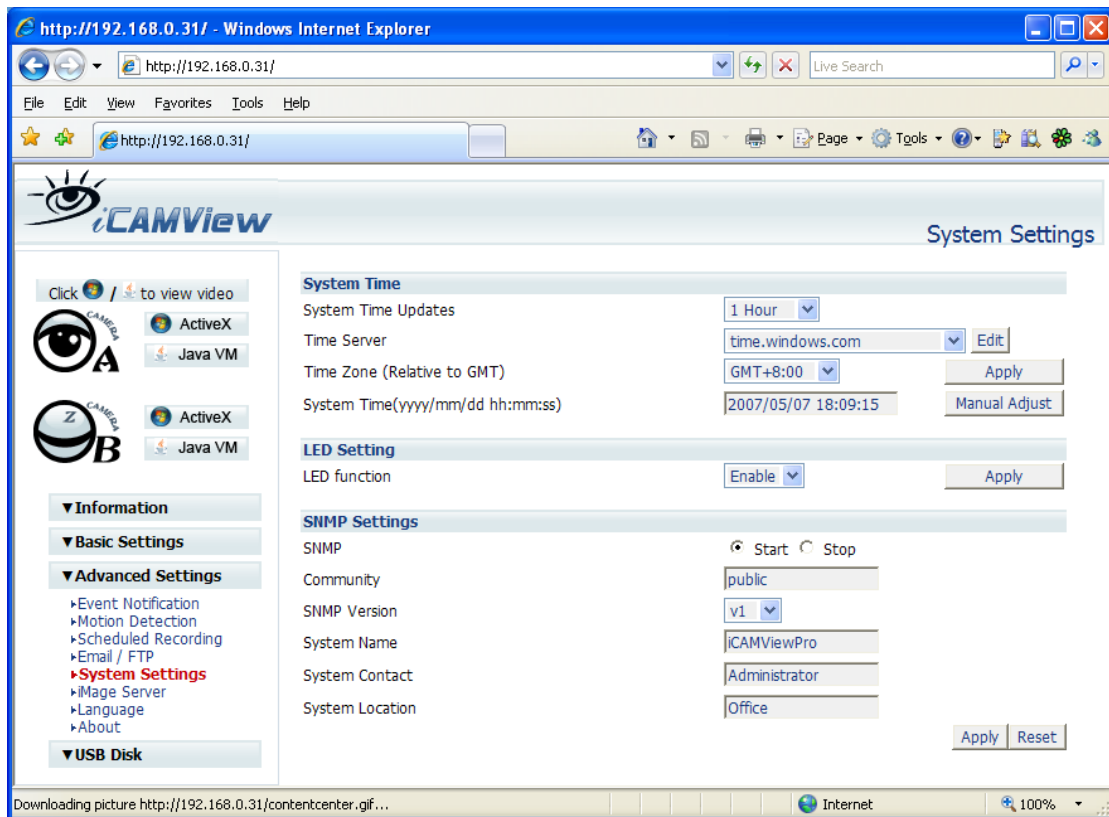 http://192.168.0.31/ - Windows Internet Explorer
http://192.168.0.31/
Live Search
File Edit View Favorites Tools Help
http://192.168.0.31/
Page Tools
iCAMView
System Settings
Click / to view video
CAMERA
A
ActiveX
Java VM
CAMERA
Z
B
ActiveX
Java VM
▼Information
▼Basic Settings
▼Advanced Settings
Event Notification
Motion Detection
Scheduled Recording
Email / FTP
System Settings
iMage Server
Language
About
▼USB Disk
System Time
System Time Updates 1 Hour
Time Server time.windows.com Edit
Time Zone (Relative to GMT) GMT+8:00 Apply
System Time(yyyy/mm/dd hh:mm:ss) 2007/05/07 18:09:15 Manual Adjust
LED Setting
LED function Enable Apply
SNMP Settings
SNMP Start Stop
Community public
SNMP Version v1
System Name iCAMViewPro
System Contact Administrator
System Location Office
Apply Reset
Downloading picture http://192.168.0.31/contentcenter.gif... Internet 100%